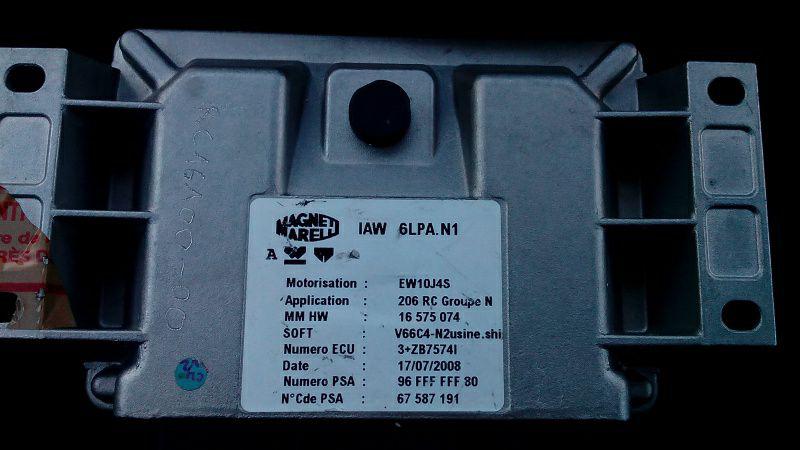 MAGNETI MARELLI
IAW 6LPA.N1
A
Motorisation : EW10J4S
Application : 206 RC Groupe N
MM HW : 16 575 074
SOFT : V66C4-N2usine.shi
Numero ECU : 3+ZB7574I
Date : 17/07/2008
Numero PSA : 96 FFF FFF 80
N°Cde PSA : 67 587 191